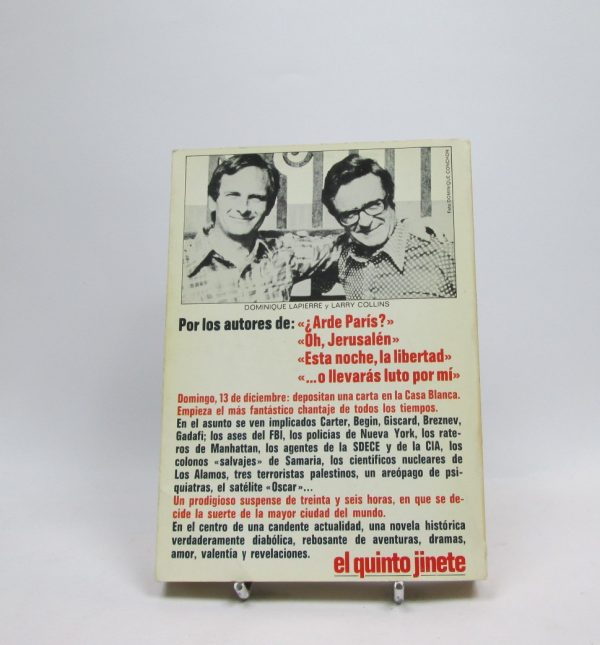 Foto DOMINIQUE CONCHON
DOMINIQUE LAPIERRE y LARRY COLLINS
Por los autores de: «¿Arde París?»
«Oh, Jerusalén»
«Esta noche, la libertad»
«...o llevarás luto por mí»
Domingo, 13 de diciembre: depositan una carta en la Casa Blanca.
Empieza el más fantástico chantaje de todos los tiempos.
En el asunto se ven implicados Carter, Begin, Giscard, Breznev,
Gadafi; los ases del FBI, los policías de Nueva York, los rate-
ros de Manhattan, los agentes de la SDECE y de la CIA, los
colonos «salvajes» de Samaria, los científicos nucleares de
Los Alamos, tres terroristas palestinos, un areópago de psi-
quiatras, el satélite «Oscar»...
Un prodigioso suspense de treinta y seis horas, en que se de-
cide la suerte de la mayor ciudad del mundo.
En el centro de una candente actualidad, una novela histórica
verdaderamente diabólica, rebosante de aventuras, dramas,
amor, valentía y revelaciones.
el quinto jinete